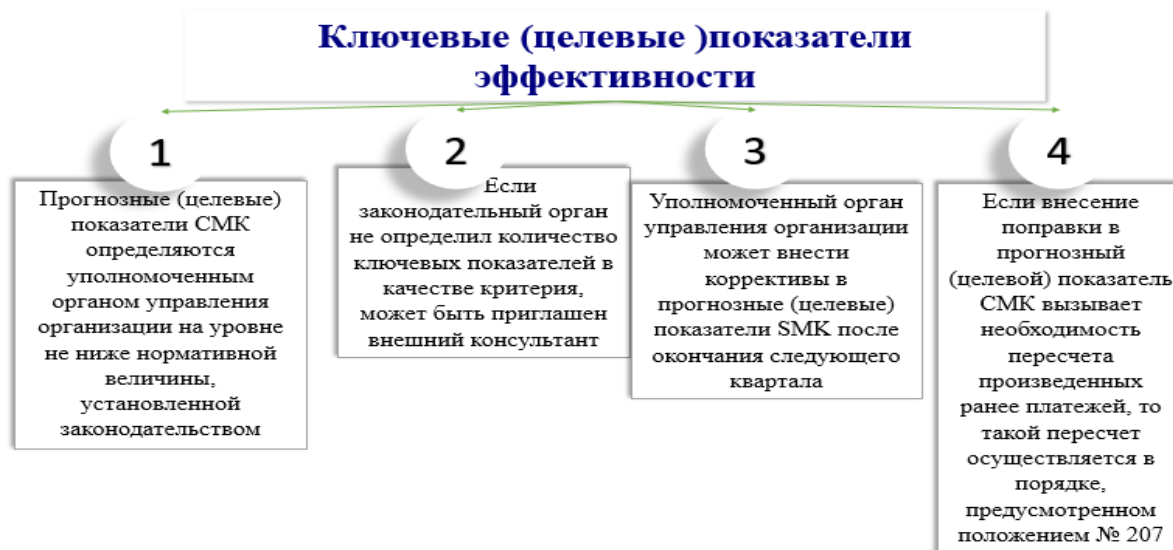 Ключевые (целевые )показатели
эффективности
1
Прогнозные (целевые)
показатели СМК
определяются
уполномоченным
органом управления
организации на уровне
не ниже нормативной
величины,
установленной
законодательством
2
Если
законодательный орган
не определил количество
ключевых показателей в
качестве критерия,
может быть приглашен
внешний консультант
3
Уполномоченный орган
управления организации
может внести
коррективы в
прогнозные (целевые)
показатели SMK после
окончания следующего
квартала
4
Если внесение
поправки в
прогнозный
(целевой) показатель
СМК вызывает
необходимость
пересчета
произведенных
ранее платежей, то
такой пересчет
осуществляется в
порядке,
предусмотренном
положением № 207